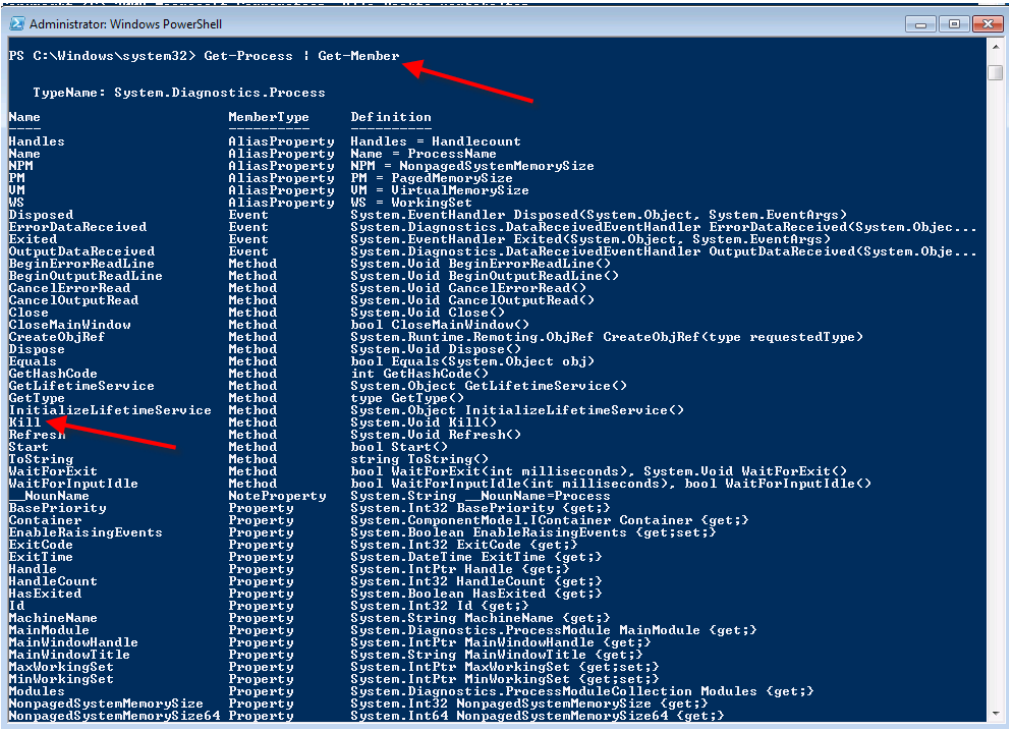 Administrator: Windows PowerShell
PS C:\Windows\system32> Get-Process | Get-Member
TypeName: System.Diagnostics.Process
Name MemberType Definition
---- ---------- ----------
Handles AliasProperty Handles = Handlecount
Name AliasProperty Name = ProcessName
NPM AliasProperty NPM = NonpagedSystemMemorySize
PM AliasProperty PM = PagedMemorySize
VM AliasProperty VM = VirtualMemorySize
WS AliasProperty WS = WorkingSet
Disposed Event System.EventHandler Disposed(System.Object, System.EventArgs)
ErrorDataReceived Event System.Diagnostics.DataReceivedEventHandler ErrorDataReceived(System.Objec...
Exited Event System.EventHandler Exited(System.Object, System.EventArgs)
OutputDataReceived Event System.Diagnostics.DataReceivedEventHandler OutputDataReceived(System.Obje...
BeginErrorReadLine Method System.Void BeginErrorReadLine()
BeginOutputReadLine Method System.Void BeginOutputReadLine()
CancelErrorRead Method System.Void CancelErrorRead()
CancelOutputRead Method System.Void CancelOutputRead()
Close Method System.Void Close()
CloseMainWindow Method bool CloseMainWindow()
CreateObjRef Method System.Runtime.Remoting.ObjRef CreateObjRef(type requestedType)
Dispose Method System.Void Dispose()
Equals Method bool Equals(System.Object obj)
GetHashCode Method int GetHashCode()
GetLifetimeService Method System.Object GetLifetimeService()
GetType Method type GetType()
InitializeLifetimeService Method System.Object InitializeLifetimeService()
Kill Method System.Void Kill()
Refresh Method System.Void Refresh()
Start Method bool Start()
ToString Method string ToString()
WaitForExit Method bool WaitForExit(int milliseconds), System.Void WaitForExit()
WaitForInputIdle Method bool WaitForInputIdle(int milliseconds), bool WaitForInputIdle()
__NounName NoteProperty System.String __NounName=Process
BasePriority Property System.Int32 BasePriority {get;}
Container Property System.ComponentModel.IContainer Container {get;}
EnableRaisingEvents Property System.Boolean EnableRaisingEvents {get;set;}
ExitCode Property System.Int32 ExitCode {get;}
ExitTime Property System.DateTime ExitTime {get;}
Handle Property System.IntPtr Handle {get;}
HandleCount Property System.Int32 HandleCount {get;}
HasExited Property System.Boolean HasExited {get;}
Id Property System.Int32 Id {get;}
MachineName Property System.String MachineName {get;}
MainModule Property System.Diagnostics.ProcessModule MainModule {get;}
MainWindowHandle Property System.IntPtr MainWindowHandle {get;}
MainWindowTitle Property System.String MainWindowTitle {get;}
MaxWorkingSet Property System.IntPtr MaxWorkingSet {get;set;}
MinWorkingSet Property System.IntPtr MinWorkingSet {get;set;}
Modules Property System.Diagnostics.ProcessModuleCollection Modules {get;}
NonpagedSystemMemorySize Property System.Int32 NonpagedSystemMemorySize {get;}
NonpagedSystemMemorySize64 Property System.Int64 NonpagedSystemMemorySize64 {get;}